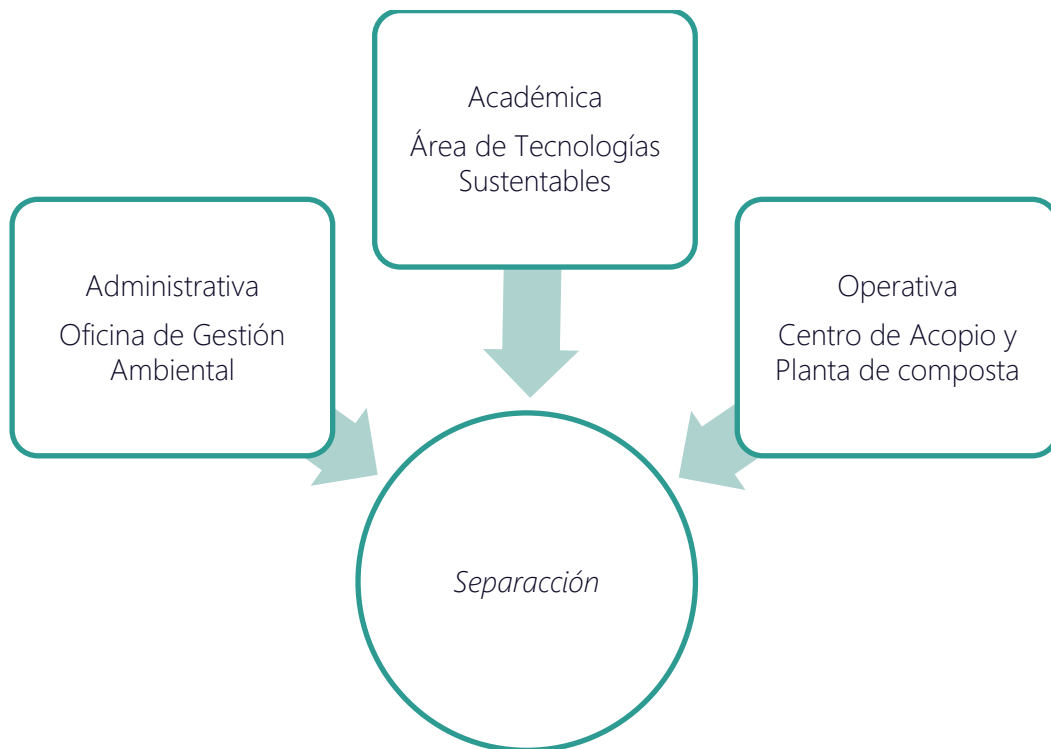 Académica
Área de Tecnologías
Sustentables
Administrativa
Oficina de Gestión
Ambiental
Operativa
Centro de Acopio y
Planta de composta
Separacción